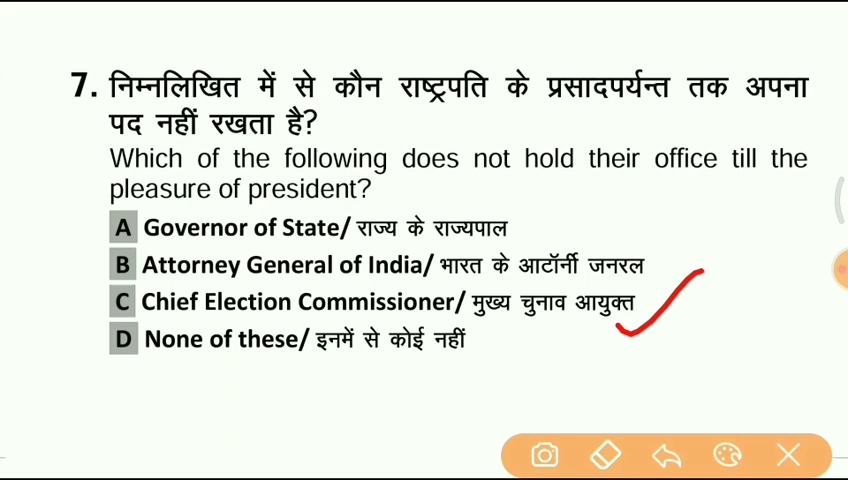 7. निम्नलिखित में से कौन राष्ट्रपति के प्रसादपर्यन्त तक अपना
पद नहीं रखता है?
Which of the following does not hold their office till the
pleasure of president?
A Governor of State/ राज्य के राज्यपाल
B Attorney General of India/ भारत के आटॉर्नी जनरल
C Chief Election Commissioner/ मुख्य चुनाव आयुक्त
D None of these/ इनमें से कोई नहीं